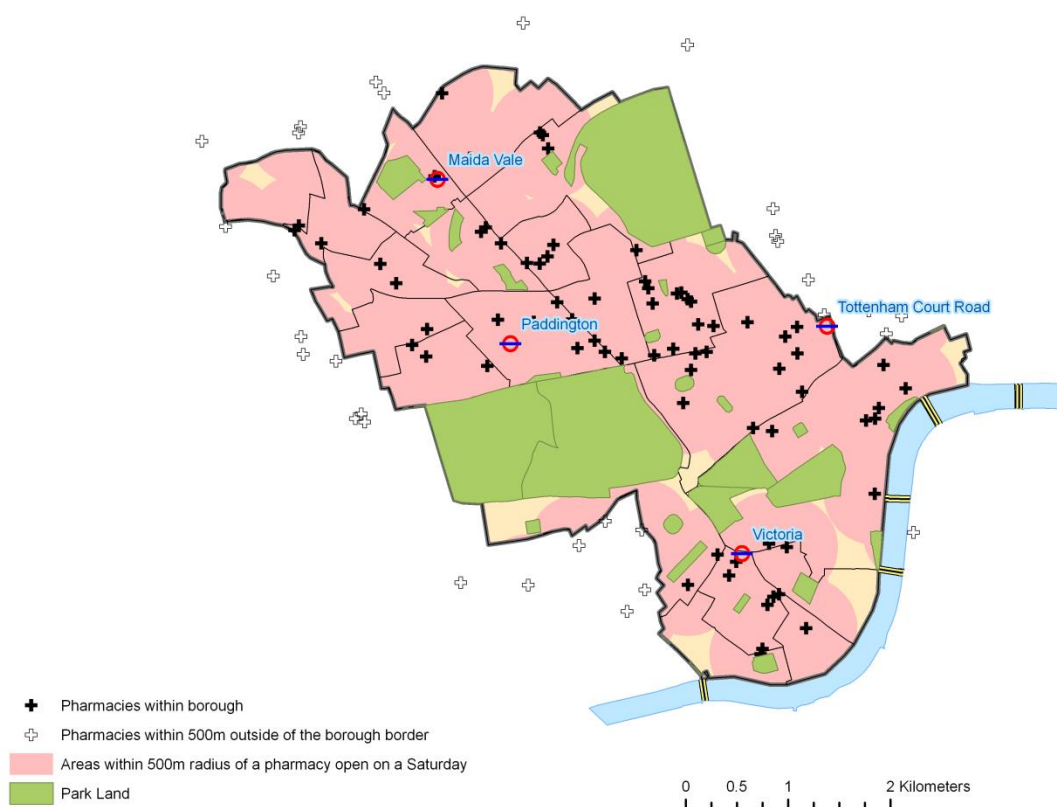 Maida Vale
Tottenham Court Road
Paddington
Victoria
Pharmacies within borough
Pharmacies within 500m outside of the borough border
Areas within 500m radius of a pharmacy open on a Saturday
Park Land
0 0.5 1 2 Kilometers